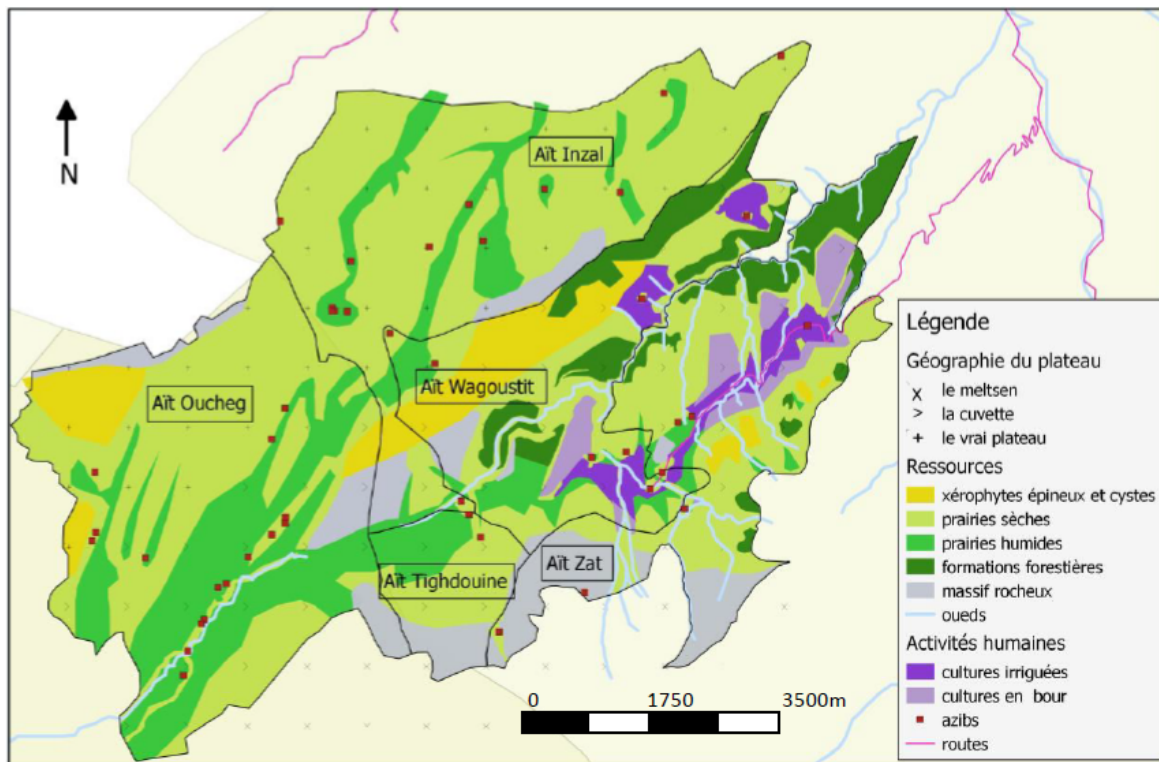 N
Aït Inzal
Aït Wagoustit
Aït Oucheg
Aït Tighdouine
Aït Zat
0 1750 3500m
Légende
Géographie du plateau
le meltsen
la cuvette
le vrai plateau
Ressources
xérophytes épineux et cystes
prairies sèches
prairies humides
formations forestières
massif rocheux
oueds
Activités humaines
cultures irriguées
cultures en bour
azibs
routes